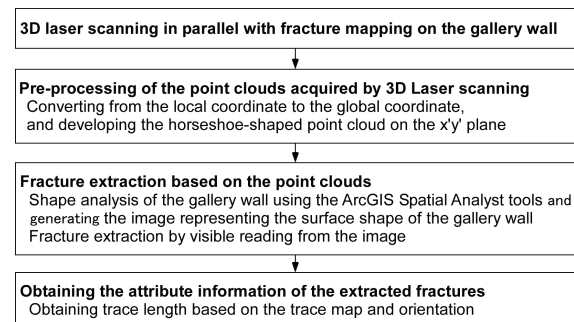 3D laser scanning in parallel with fracture mapping on the gallery wall
Pre-processing of the point clouds acquired by 3D Laser scanning
Converting from the local coordinate to the global coordinate,
and developing the horseshoe-shaped point cloud on the x'y' plane
Fracture extraction based on the point clouds
Shape analysis of the gallery wall using the ArcGIS Spatial Analyst tools and
generating the image representing the surface shape of the gallery wall
Fracture extraction by visible reading from the image
Obtaining the attribute information of the extracted fractures
Obtaining trace length based on the trace map and orientation